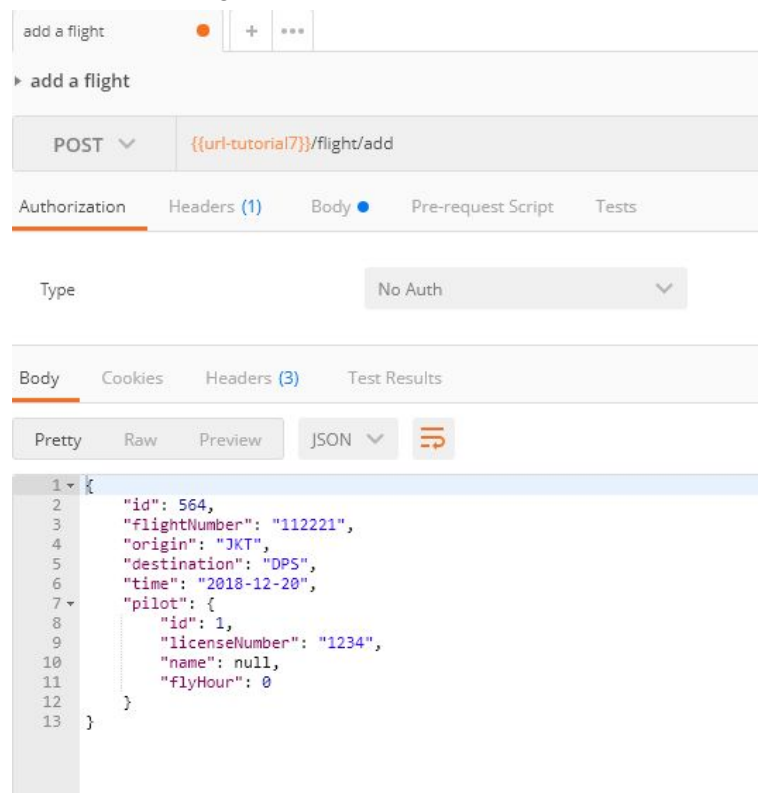 add a flight + •••
add a flight
POST {{url-tutorial7}}/flight/add
Authorization Headers (1) Body Pre-request Script Tests
Type No Auth
Body Cookies Headers (3) Test Results
Pretty Raw Preview JSON
1 {
2 "id": 564,
3 "flightNumber": "112221",
4 "origin": "JKT",
5 "destination": "DPS",
6 "time": "2018-12-20",
7 "pilot": {
8 "id": 1,
9 "licenseNumber": "1234",
10 "name": null,
11 "flyHour": 0
12 }
13 }